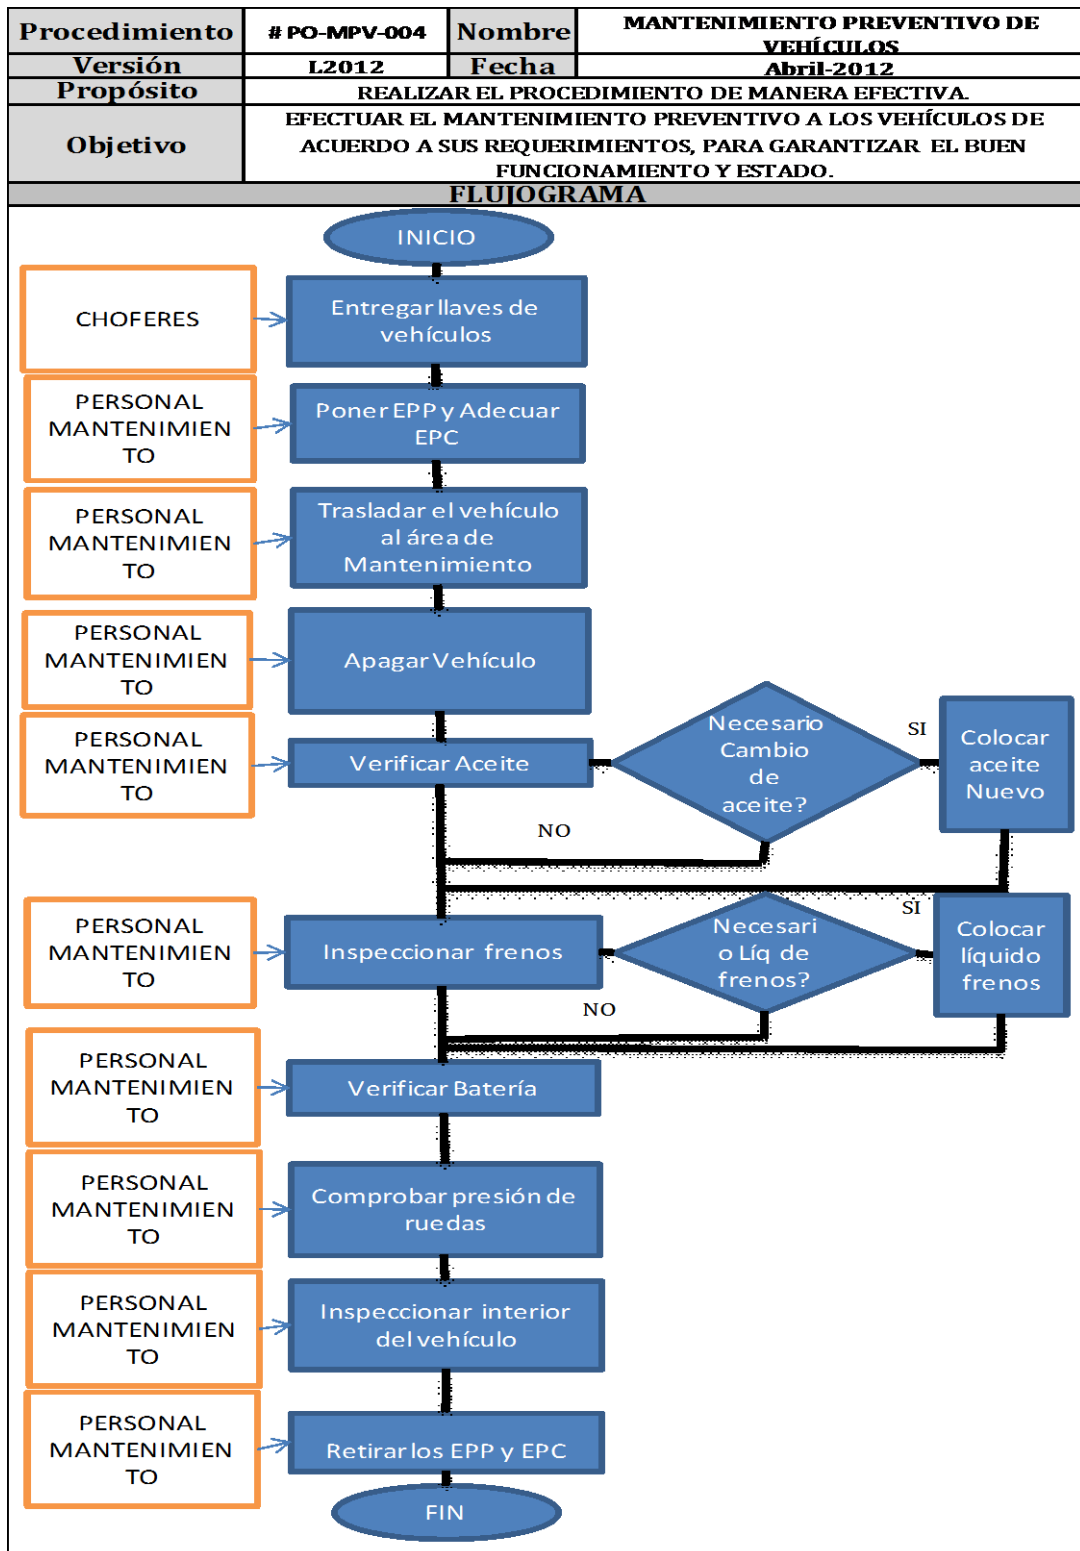 Procedimiento # PO-MPV-004 Nombre MANTENIMIENTO PREVENTIVO DE
VEHÍCULOS
Versión L2012 Fecha Abril-2012
Propósito REALIZAR EL PROCEDIMIENTO DE MANERA EFECTIVA.
Objetivo EFECTUAR EL MANTENIMIENTO PREVENTIVO A LOS VEHÍCULOS DE
ACUERDO A SUS REQUERIMIENTOS, PARA GARANTIZAR EL BUEN
FUNCIONAMIENTO Y ESTADO.
FLUJOGRAMA
INICIO
CHOFERES
Entregar llaves de
vehículos
PERSONAL
MANTENIMIEN
TO
Poner EPP y Adecuar
EPC
PERSONAL
MANTENIMIEN
TO
Trasladar el vehículo
al área de
Mantenimiento
PERSONAL
MANTENIMIEN
TO
Apagar Vehículo
PERSONAL
MANTENIMIEN
TO
Verificar Aceite
Necesario
Cambio
de
aceite?
SI
Colocar
aceite
Nuevo
NO
PERSONAL
MANTENIMIEN
TO
Inspeccionar frenos
Necesari
o Líq de
frenos?
SI
Colocar
líquido
frenos
NO
PERSONAL
MANTENIMIEN
TO
Verificar Batería
PERSONAL
MANTENIMIEN
TO
Comprobar presión de
ruedas
PERSONAL
MANTENIMIEN
TO
Inspeccionar interior
del vehículo
PERSONAL
MANTENIMIEN
TO
Retirar los EPP y EPC
FIN